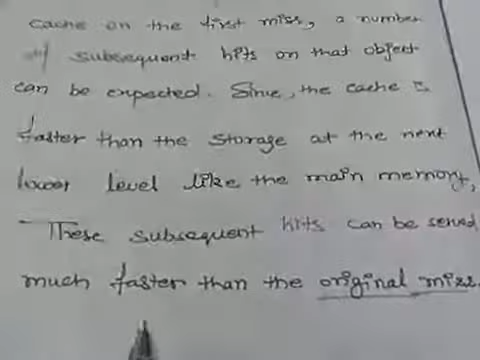 cache on the first miss, a number
of subsequent hits on that object
can be expected. Since, the cache is
faster than the storage at the next
lower level like the main memory,
These subsequent hits can be served
much faster than the original miss.